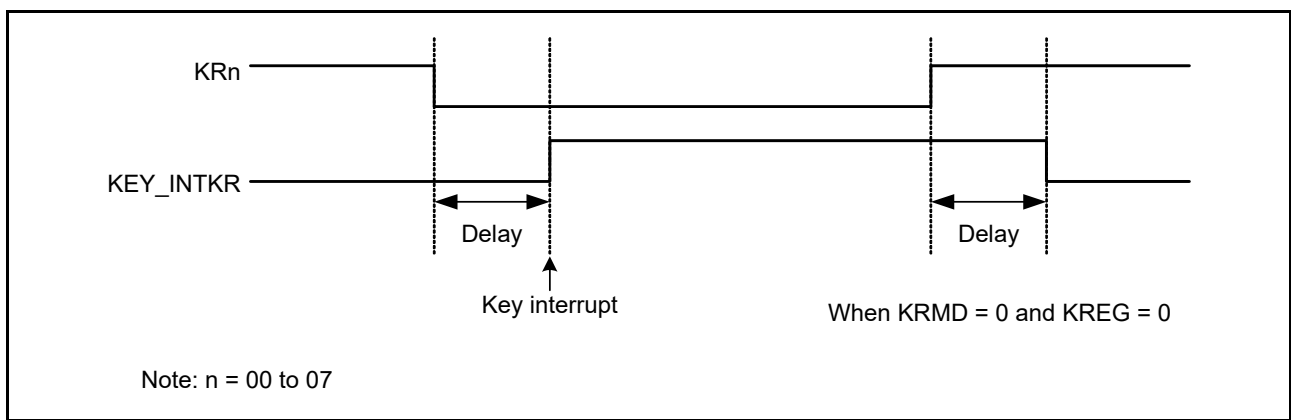 KRn
KEY_INTKR
Delay
Delay
Key interrupt
When KRMD = 0 and KREG = 0
Note: n = 00 to 07